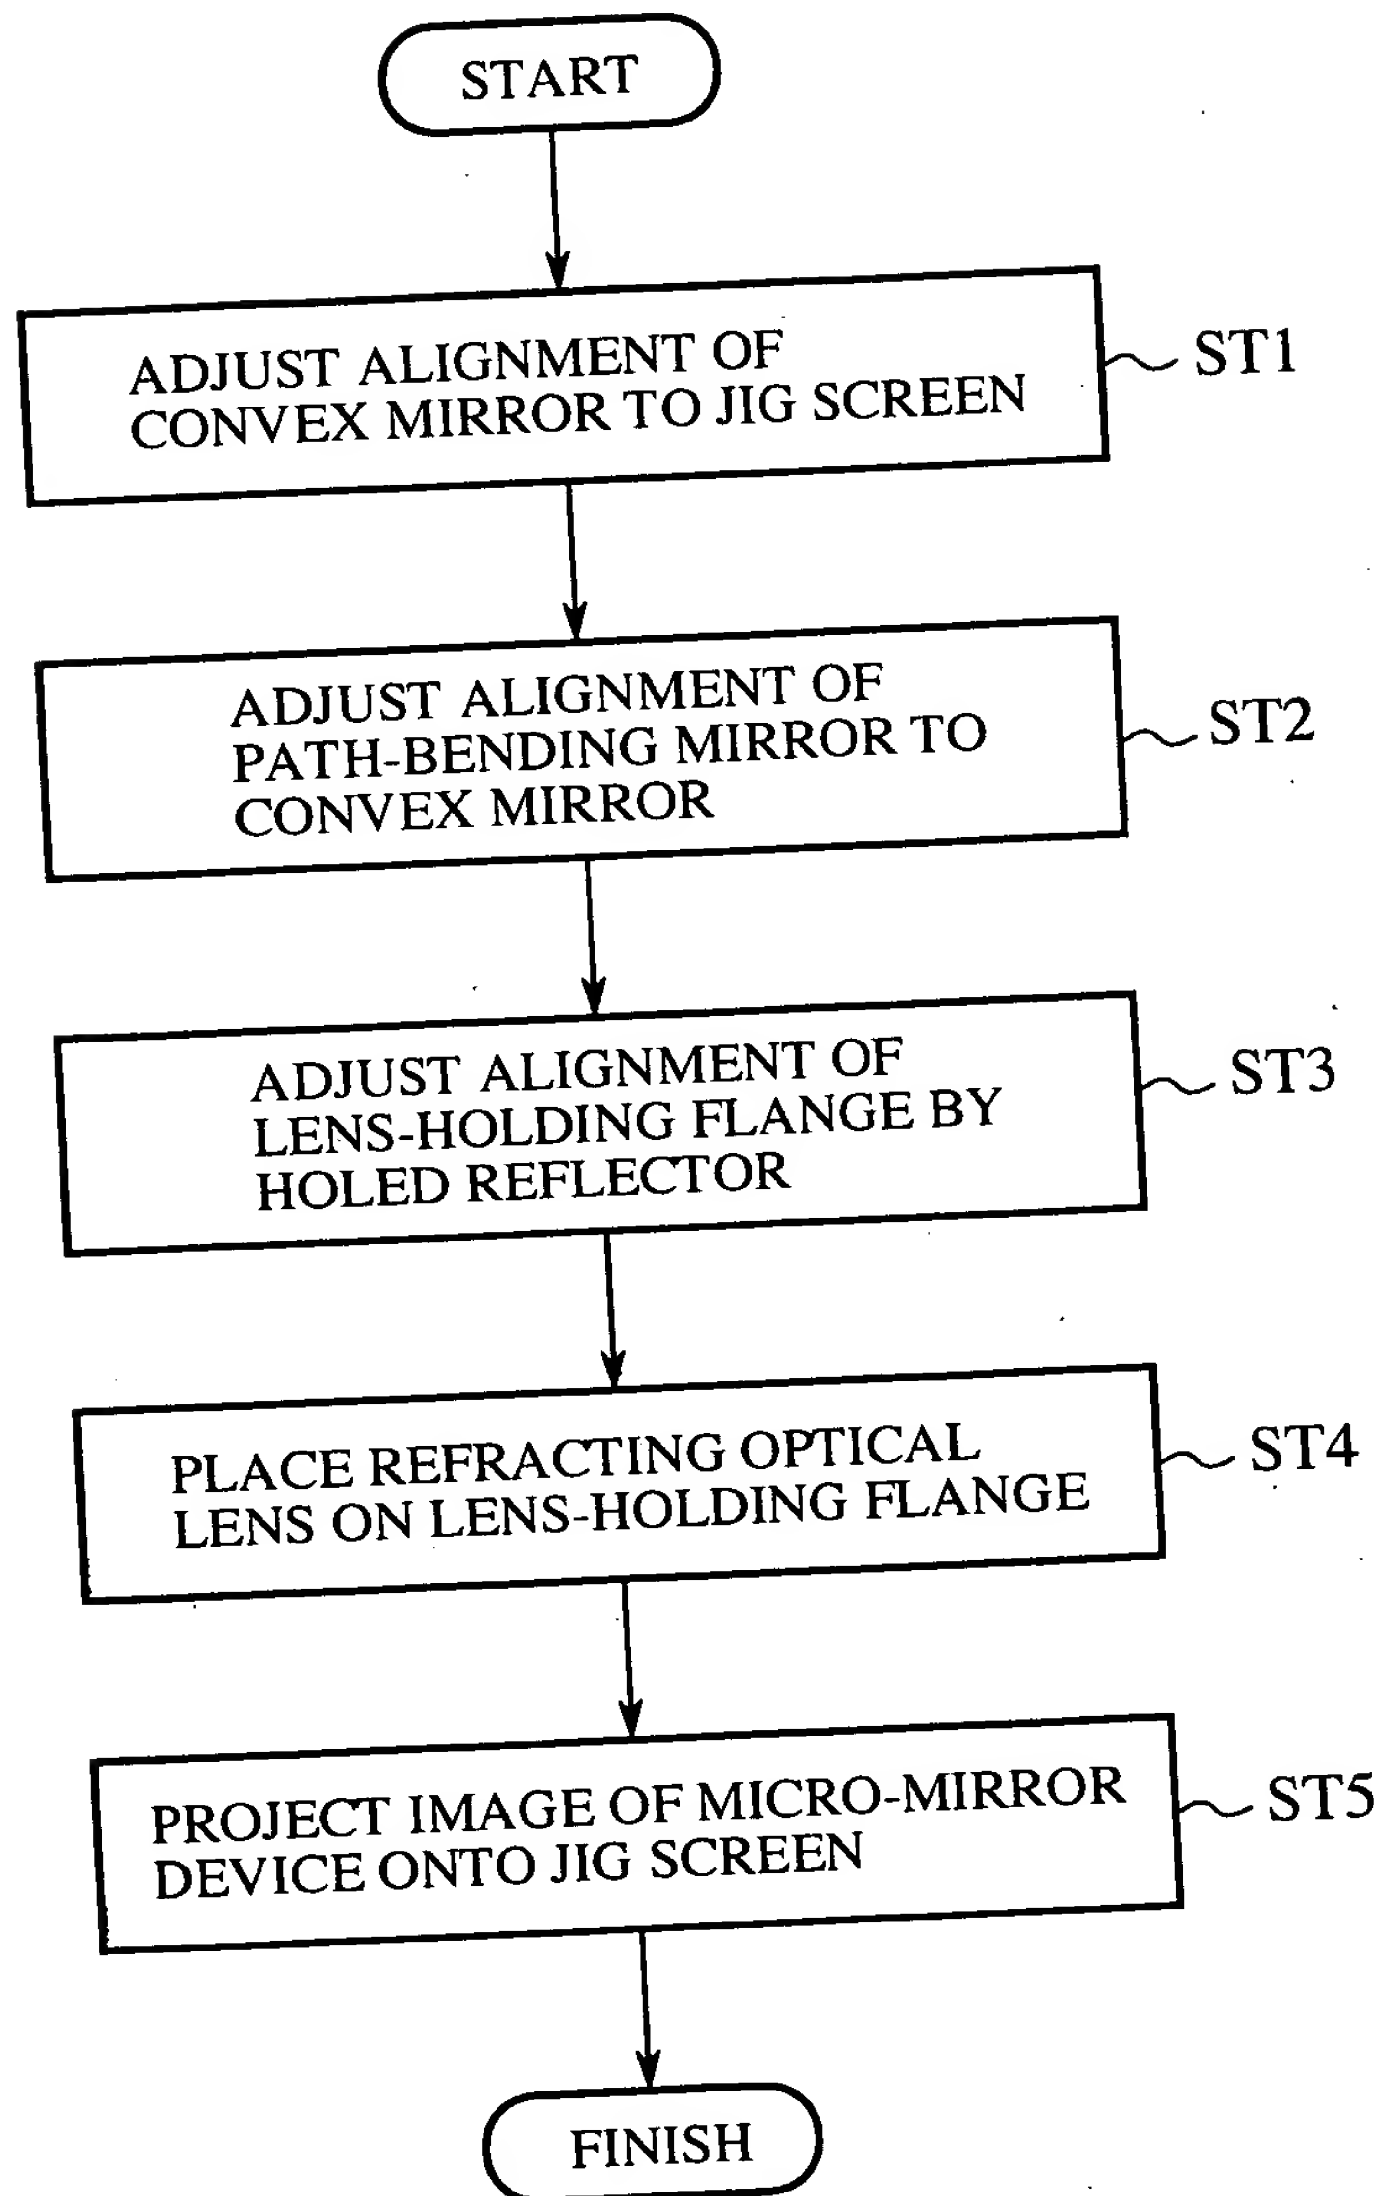 START
ADJUST ALIGNMENT OF
CONVEX MIRROR TO JIG SCREEN
ST1
ADJUST ALIGNMENT OF
PATH-BENDING MIRROR TO
CONVEX MIRROR
ST2
ADJUST ALIGNMENT OF
LENS-HOLDING FLANGE BY
HOLED REFLECTOR
ST3
PLACE REFRACTING OPTICAL
LENS ON LENS-HOLDING FLANGE
ST4
PROJECT IMAGE OF MICRO-MIRROR
DEVICE ONTO JIG SCREEN
ST5
FINISH